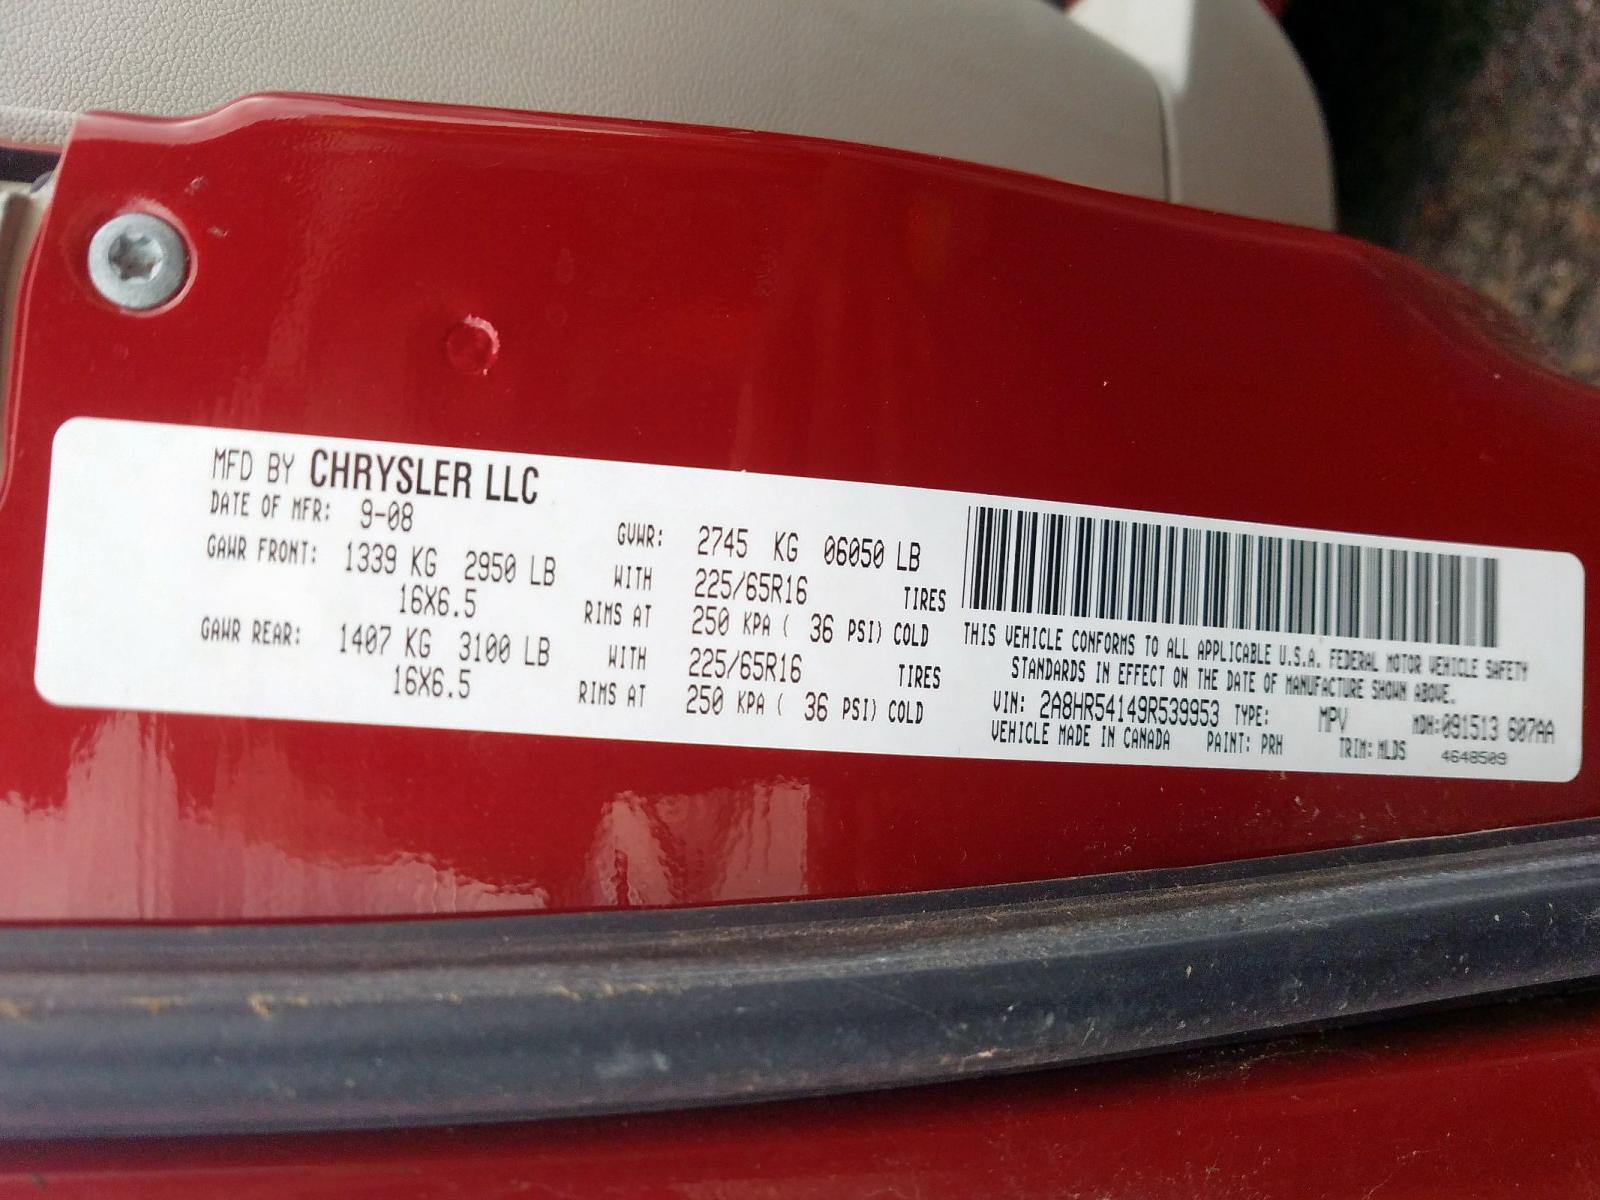 MFD BY CHRYSLER LLC
DATE OF MFR: 9-08 GVWR: 2745 KG 06050 LB
GAWR FRONT: 1339 KG 2950 LB WITH 225/65R16 TIRES
16X6.5 RIMS AT 250 KPA ( 36 PSI) COLD
GAWR REAR: 1407 KG 3100 LB WITH 225/65R16 TIRES
16X6.5 RIMS AT 250 KPA ( 36 PSI) COLD
THIS VEHICLE CONFORMS TO ALL APPLICABLE U.S.A. FEDERAL MOTOR VEHICLE SAFETY
STANDARDS IN EFFECT ON THE DATE OF MANUFACTURE SHOWN ABOVE.
VIN: 2A8HR54149R539953 TYPE: MPV MDH:091513 607AA
VEHICLE MADE IN CANADA PAINT: PRH TRIM: MLDS 4648509